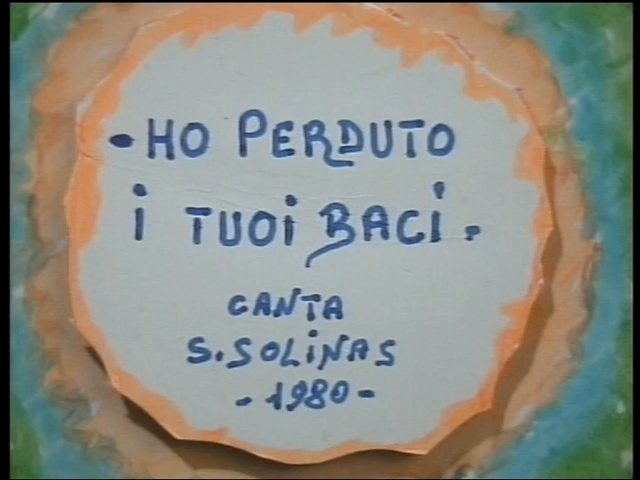 • HO PERDUTO
i TUOi BACi.
CANTA
S. SOLiNAS
- 1980 -